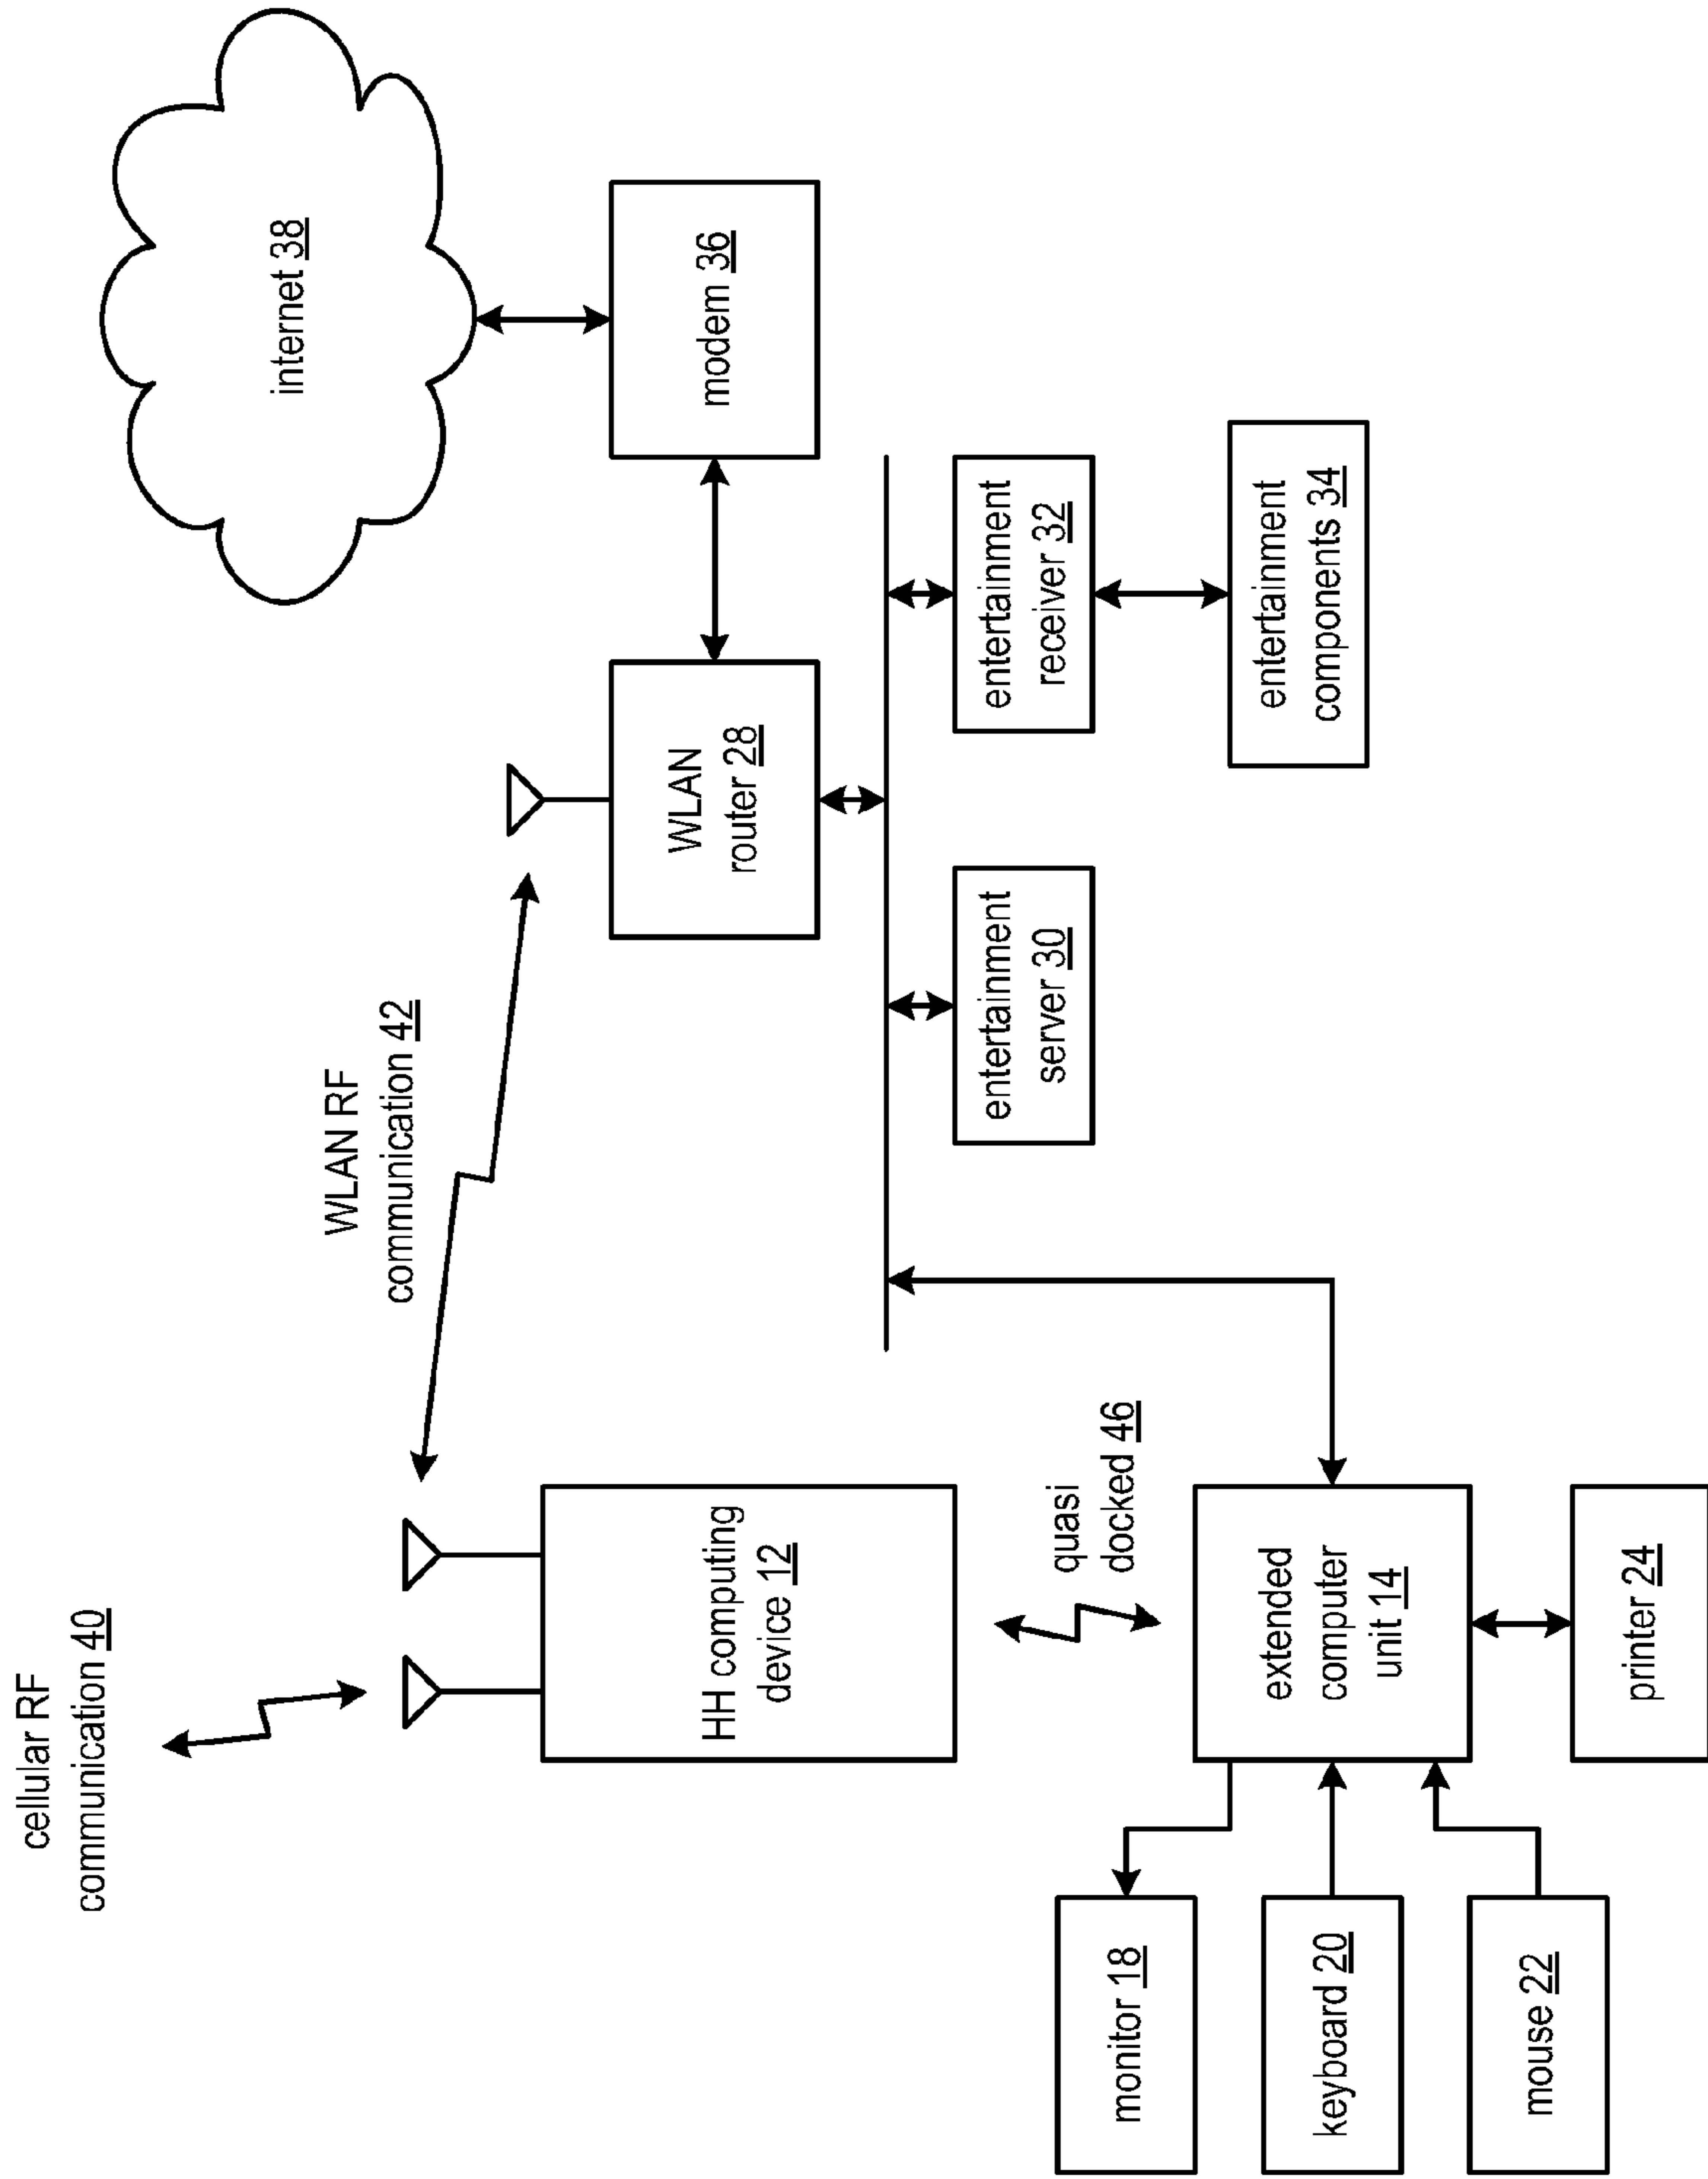 cellular RF
communication 40
WLAN RF
communication 42
internet 38
HH computing
device 12
WLAN
router 28
modem 36
quasi
docked 46
entertainment
server 30
entertainment
receiver 32
monitor 18
keyboard 20
mouse 22
extended
computer
unit 14
entertainment
components 34
printer 24